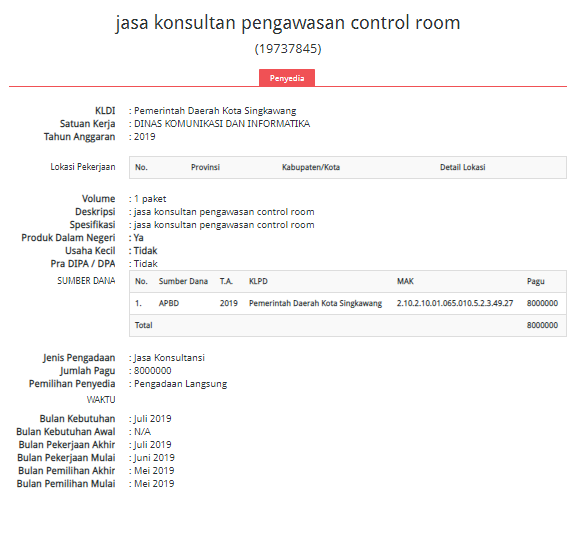 jasa konsultan pengawasan control room
(19737845)
Penyedia
KLDI : Pemerintah Daerah Kota Singkawang
Satuan Kerja : DINAS KOMUNIKASI DAN INFORMATIKA
Tahun Anggaran : 2019
Lokasi Pekerjaan No. Provinsi Kabupaten/Kota Detail Lokasi
Volume : 1 paket
Deskripsi : jasa konsultan pengawasan control room
Spesifikasi : jasa konsultan pengawasan control room
Produk Dalam Negeri : Ya
Usaha Kecil : Tidak
Pra DIPA / DPA : Tidak
SUMBER DANA No. Sumber Dana T.A. KLPD MAK Pagu
1. APBD 2019 Pemerintah Daerah Kota Singkawang 2.10.2.10.01.065.010.5.2.3.49.27 8000000
Total 8000000
Jenis Pengadaan : Jasa Konsultansi
Jumlah Pagu : 8000000
Pemilihan Penyedia : Pengadaan Langsung
WAKTU
Bulan Kebutuhan : Juli 2019
Bulan Kebutuhan Awal : N/A
Bulan Pekerjaan Akhir : Juli 2019
Bulan Pekerjaan Mulai : Juni 2019
Bulan Pemilihan Akhir : Mei 2019
Bulan Pemilihan Mulai : Mei 2019